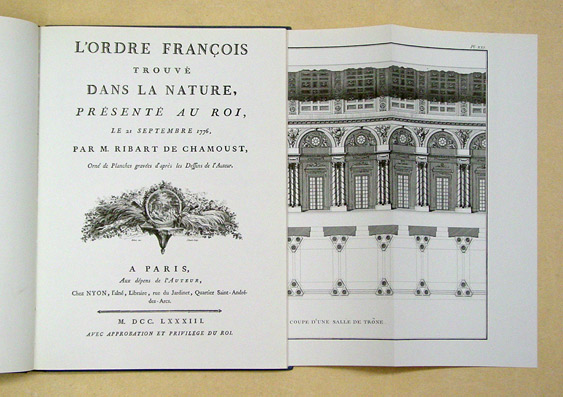 L'ORDRE FRANÇOIS
TROUVÉ
DANS LA NATURE,
PRÉSENTÉ AU ROI,
LE 21 SEPTEMBRE 1776,
PAR M. RIBART DE CHAMOUST,
Orné de Planches gravées d'après les Dessins de l'Auteur.
A PARIS,
Aux dépens de l'AUTEUR,
Chez NYON, l'aîné, Libraire, rue du Jardinet, Quartier Saint-André-
des-Arcs.
M. DCC. LXXXIII.
AVEC APPROBATION ET PRIVILEGE DU ROI.
COUPE D'UNE SALLE DE TRÔNE